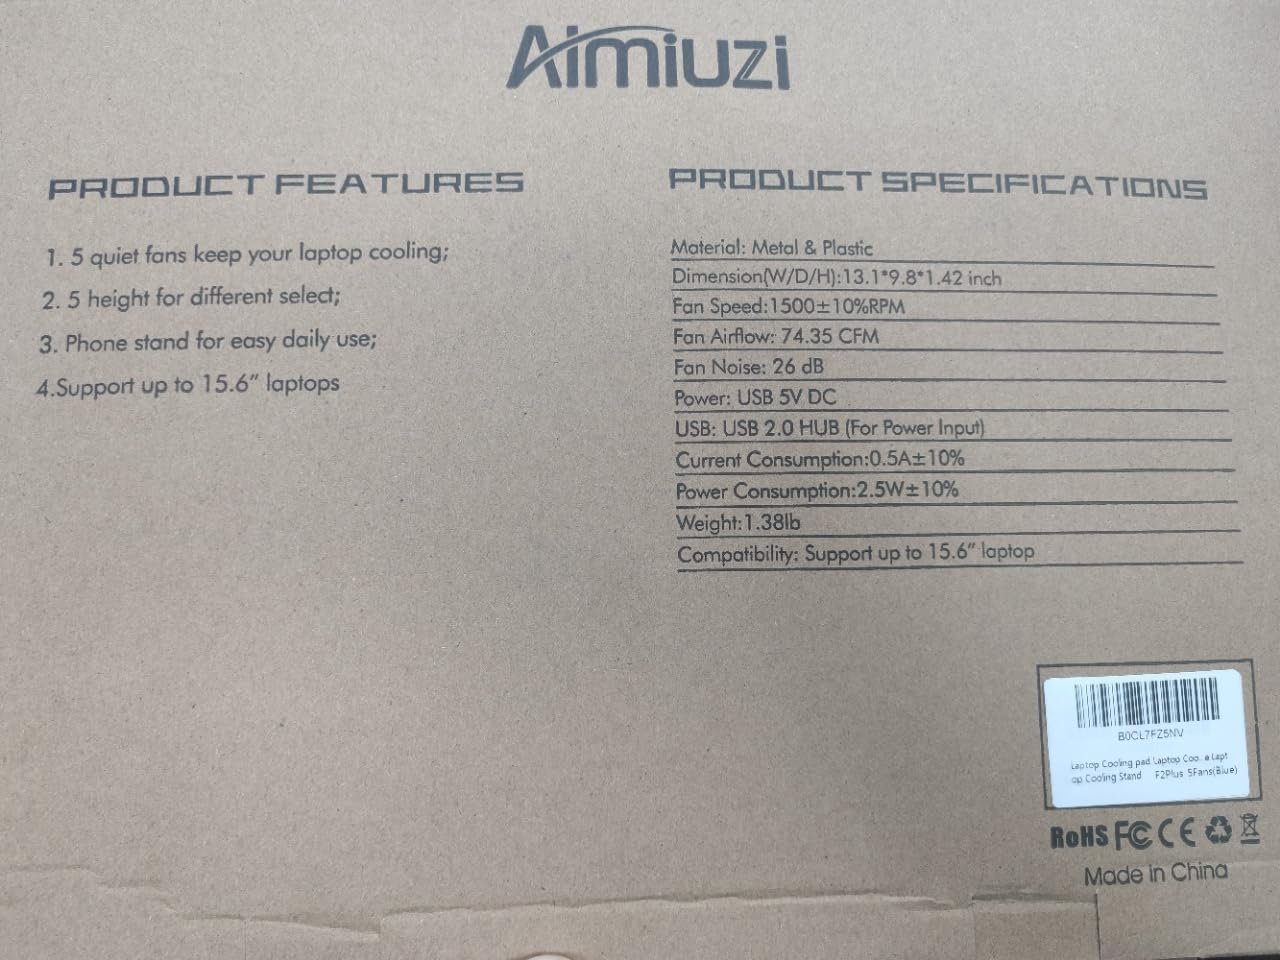 Aimiuzi
PRODUCT FEATURES
1. 5 quiet fans keep your laptop cooling;
2. 5 height for different select;
3. Phone stand for easy daily use;
4.Support up to 15.6" laptops
PRODUCT SPECIFICATIONS
Material: Metal & Plastic
Dimension(W/D/H):13.1*9.8*1.42 inch
Fan Speed:1500±10%RPM
Fan Airflow: 74.35 CFM
Fan Noise: 26 dB
Power: USB 5V DC
USB: USB 2.0 HUB (For Power Input)
Current Consumption:0.5A±10%
Power Consumption:2.5W±10%
Weight:1.38lb
Compatibility: Support up to 15.6" laptop
B0CL7FZ5NV
Laptop Cooling pad Laptop Coo.. e Lapt
op Cooling Stand F2Plus 5Fans(Blue)
RoHS FC CE
Made in China